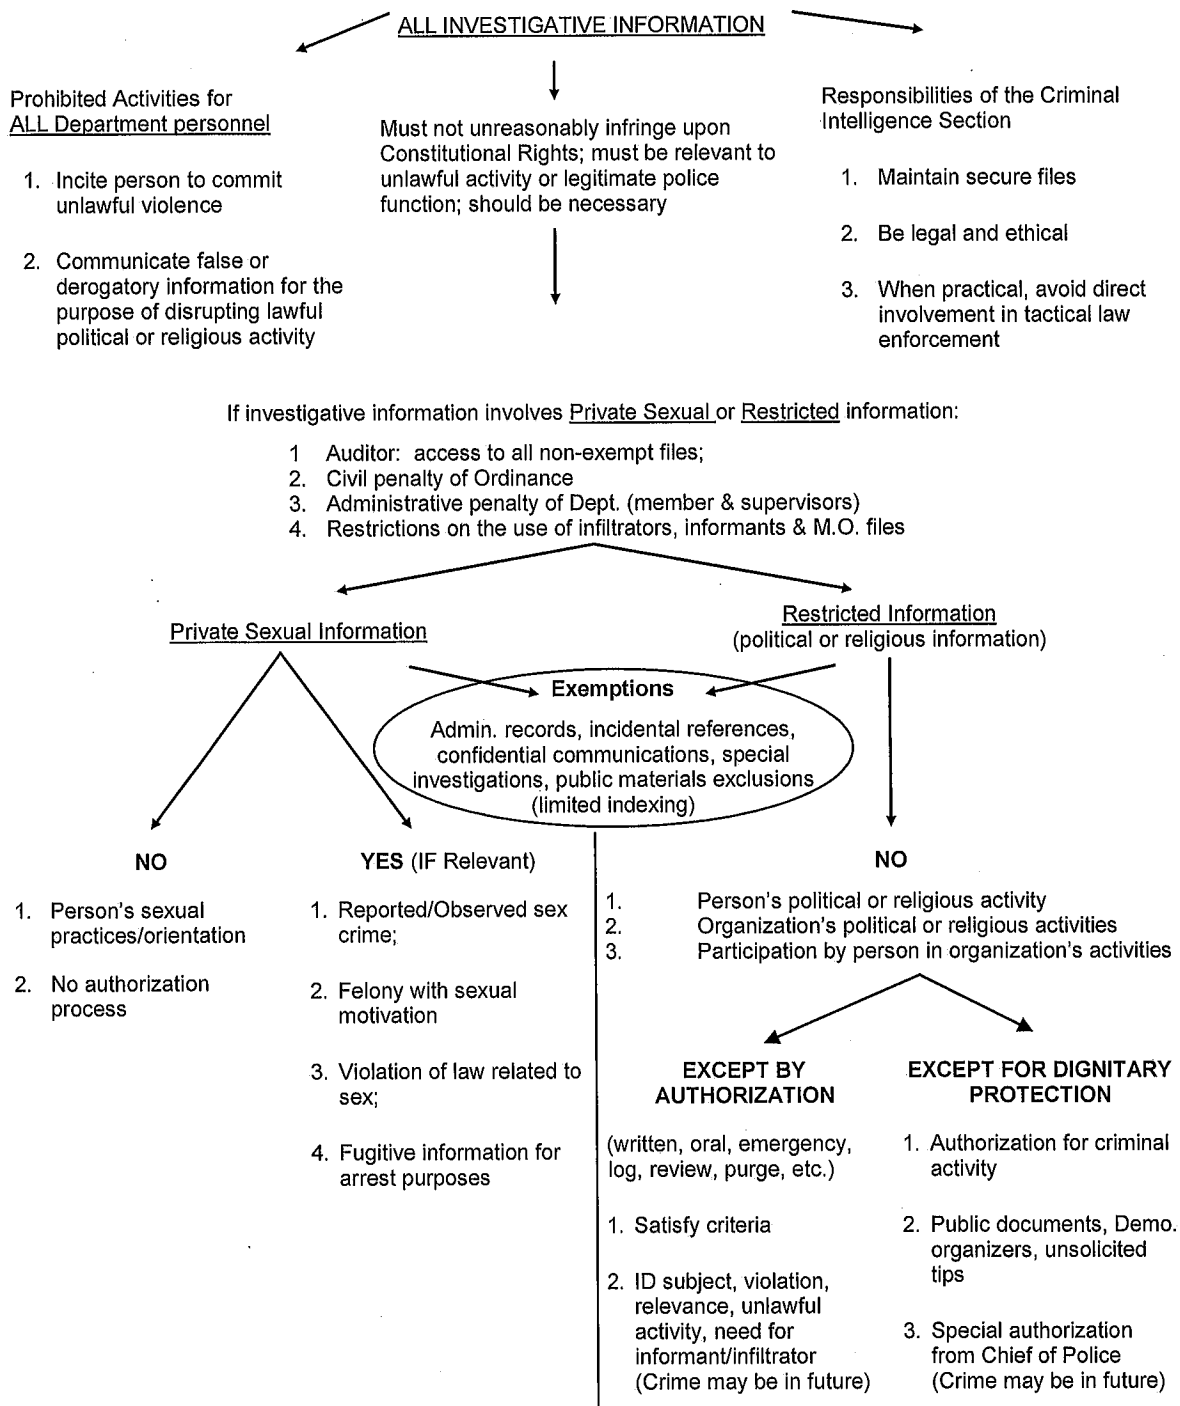 ALL INVESTIGATIVE INFORMATION
Prohibited Activities for
ALL Department personnel
1. Incite person to commit
unlawful violence
2. Communicate false or
derogatory information for the
purpose of disrupting lawful
political or religious activity
Must not unreasonably infringe upon
Constitutional Rights; must be relevant to
unlawful activity or legitimate police
function; should be necessary
Responsibilities of the Criminal
Intelligence Section
1. Maintain secure files
2. Be legal and ethical
3. When practical, avoid direct
involvement in tactical law
enforcement
If investigative information involves Private Sexual or Restricted information:
1 Auditor: access to all non-exempt files;
2. Civil penalty of Ordinance
3. Administrative penalty of Dept. (member & supervisors)
4. Restrictions on the use of infiltrators, informants & M.O. files
Private Sexual Information
Restricted Information
(political or religious information)
Exemptions
Admin. records, incidental references,
confidential communications, special
investigations, public materials exclusions
(limited indexing)
NO
1. Person's sexual
practices/orientation
2. No authorization
process
YES (IF Relevant)
1. Reported/Observed sex
crime;
2. Felony with sexual
motivation
3. Violation of law related to
sex;
4. Fugitive information for
arrest purposes
NO
1. Person's political or religious activity
2. Organization's political or religious activities
3. Participation by person in organization's activities
EXCEPT BY
AUTHORIZATION
(written, oral, emergency,
log, review, purge, etc.)
1. Satisfy criteria
2. ID subject, violation,
relevance, unlawful
activity, need for
informant/infiltrator
(Crime may be in future)
EXCEPT FOR DIGNITARY
PROTECTION
1. Authorization for criminal
activity
2. Public documents, Demo.
organizers, unsolicited
tips
3. Special authorization
from Chief of Police
(Crime may be in future)